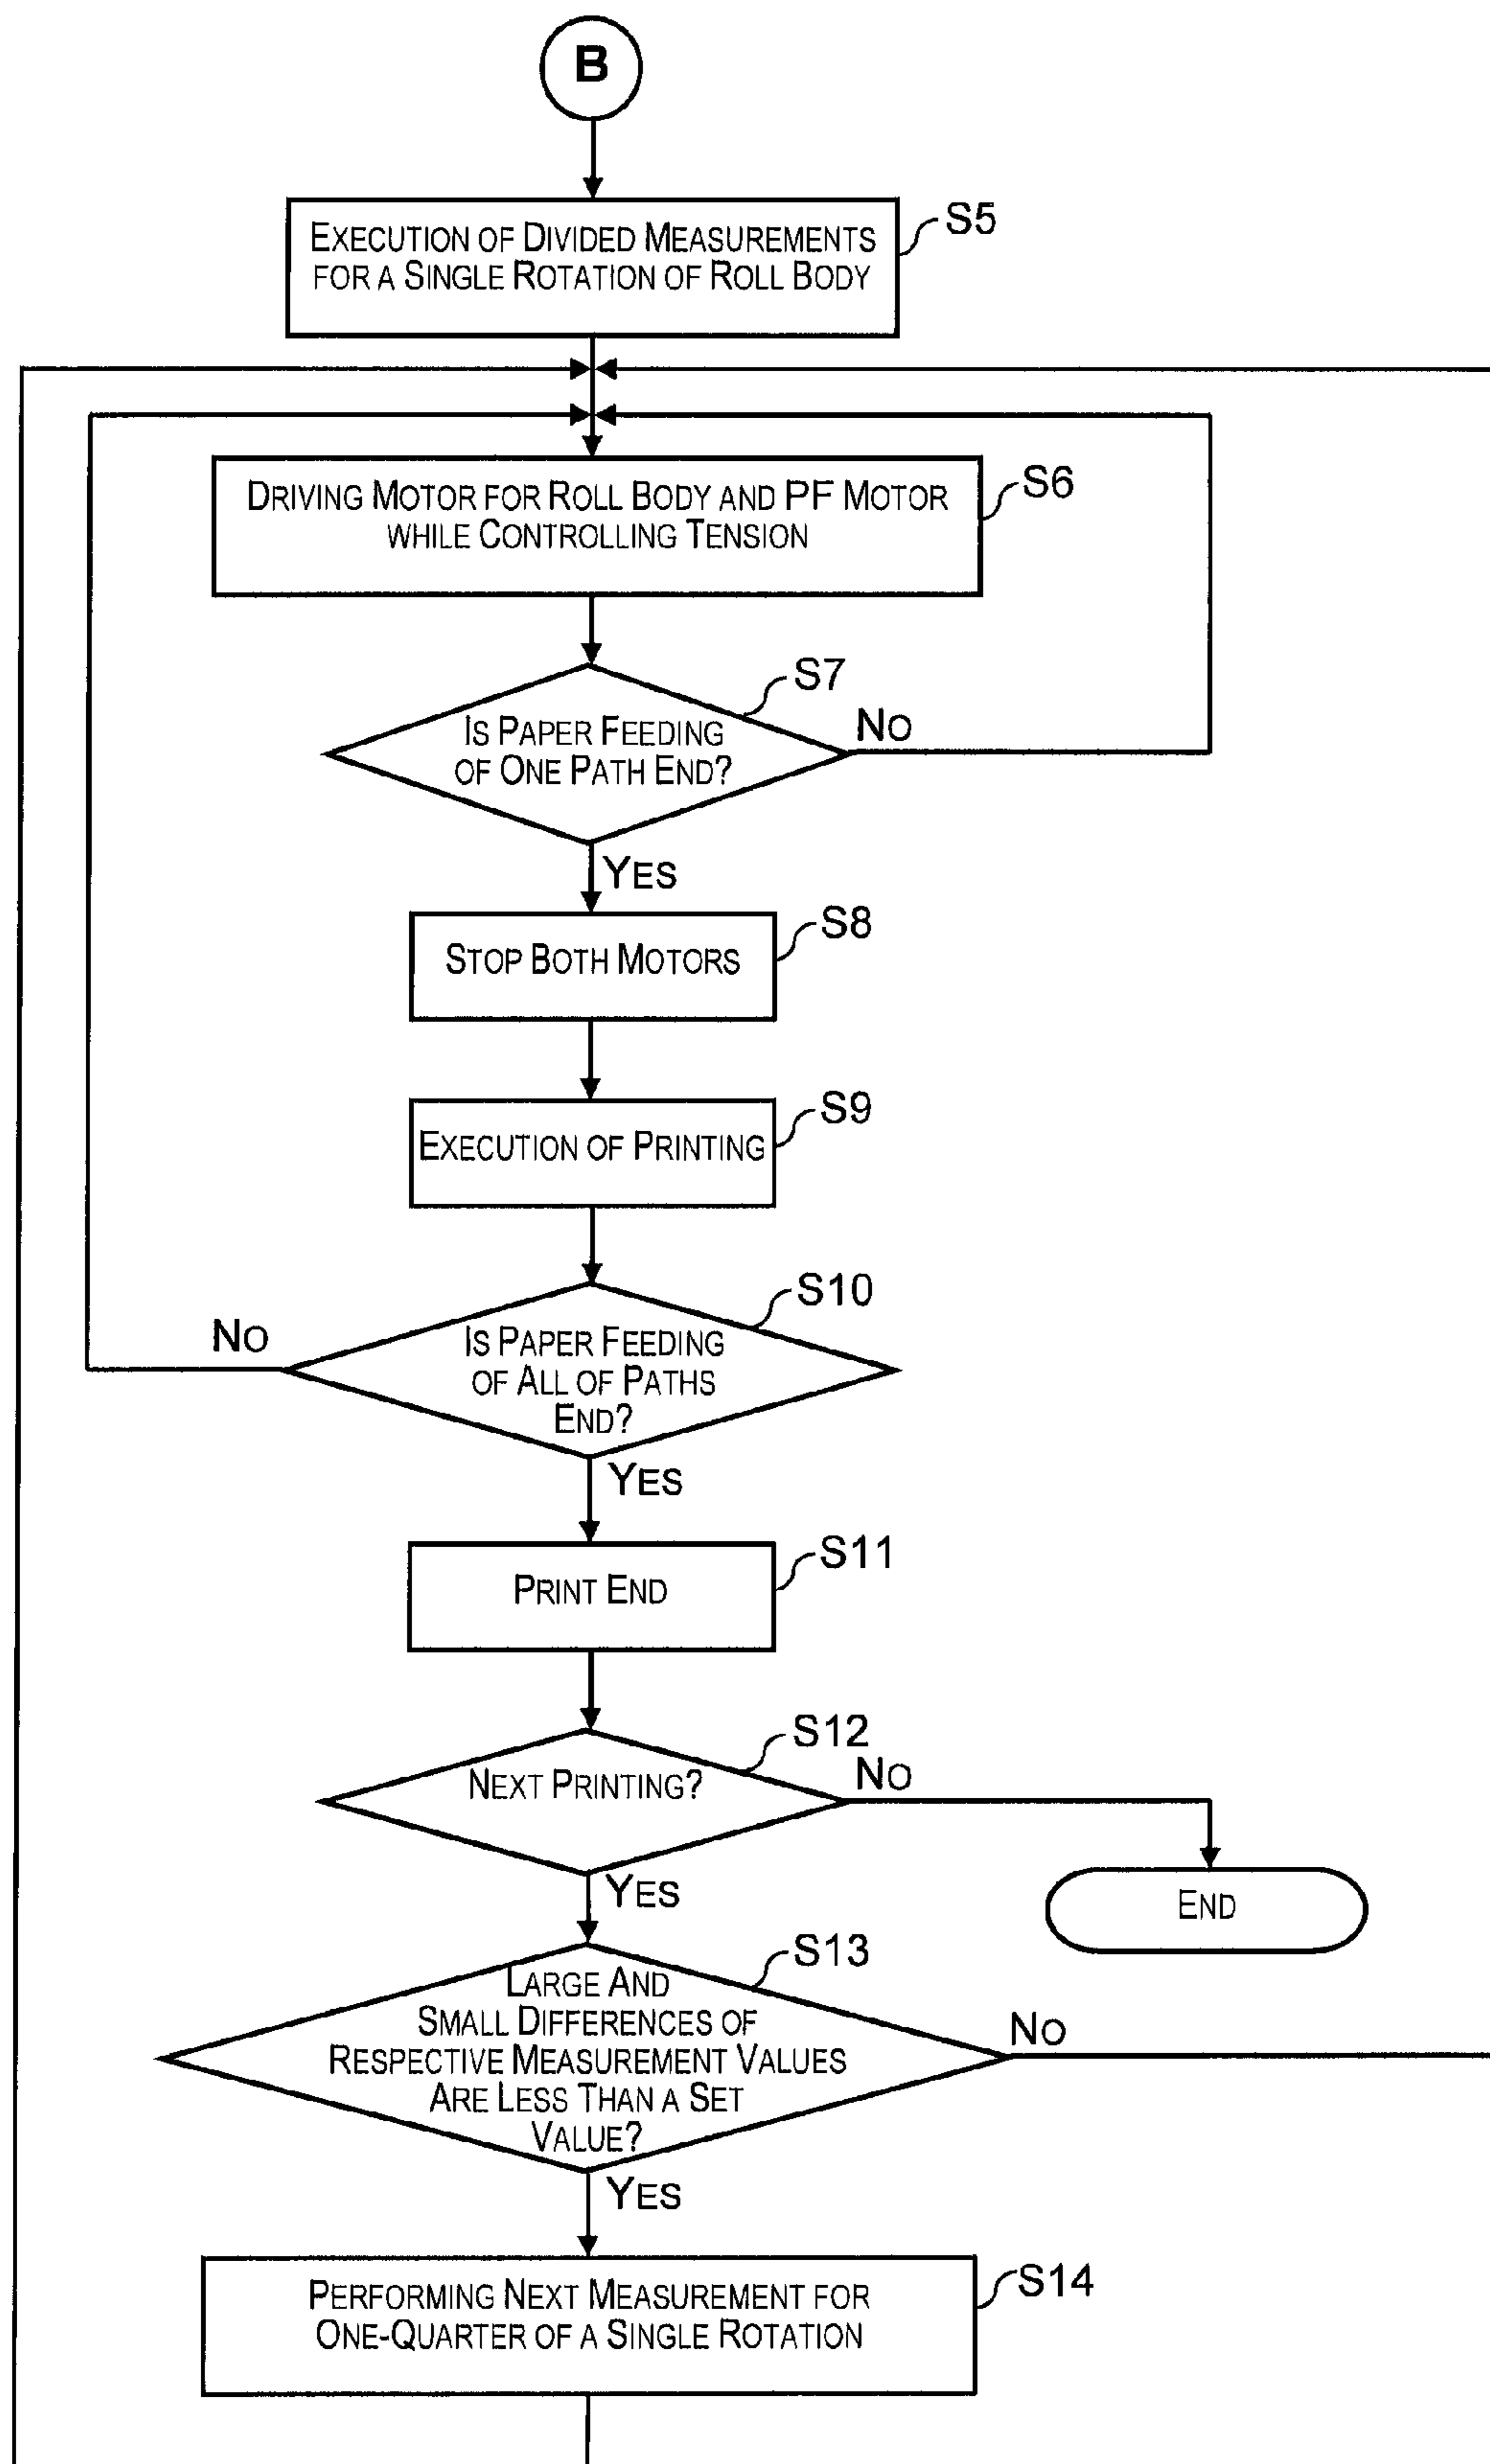 B
S5
Execution of Divided Measurements
for a Single Rotation of Roll Body
S6
Driving Motor for Roll Body and PF Motor
while Controlling Tension
S7
Is Paper Feeding
of One Path End?
No
Yes
S8
Stop Both Motors
S9
Execution of Printing
S10
Is Paper Feeding
of All of Paths
End?
No
Yes
S11
Print End
S12
Next Printing?
No
Yes
End
S13
Large And
Small Differences of
Respective Measurement Values
Are Less Than a Set
Value?
No
Yes
S14
Performing Next Measurement for
One-Quarter of a Single Rotation